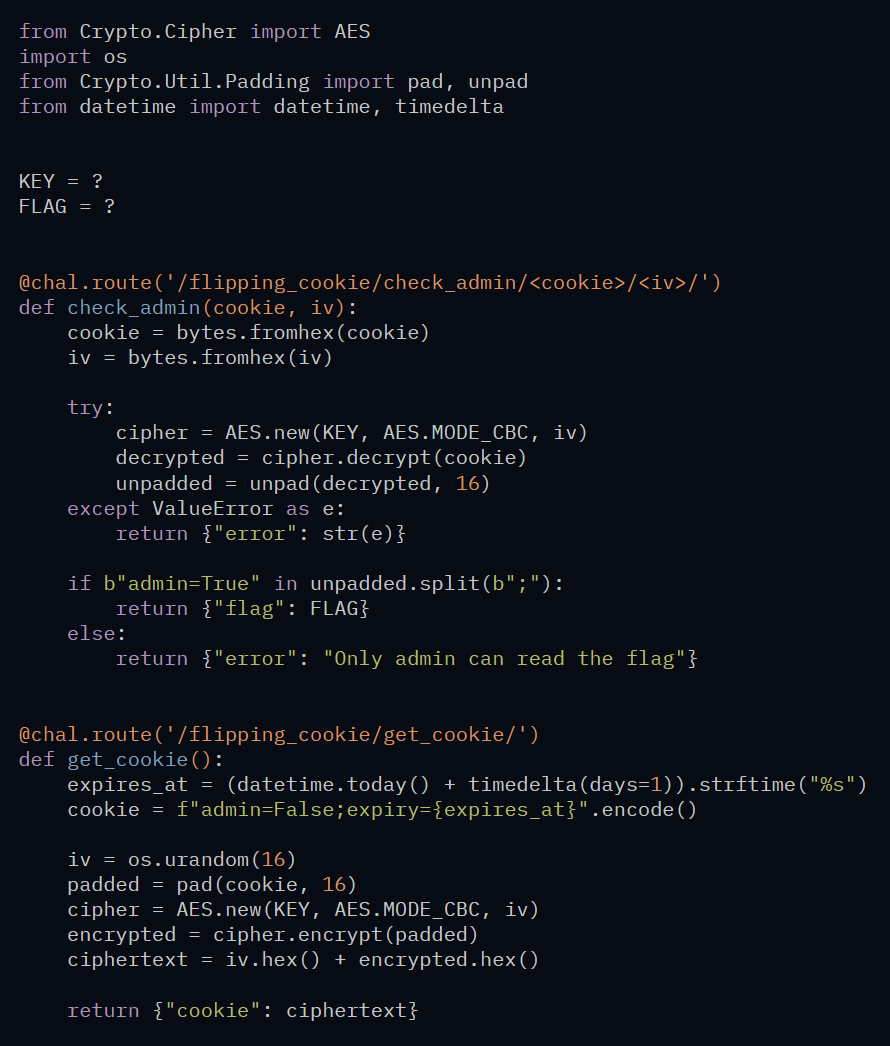 from Crypto.Cipher import AES
import os
from Crypto.Util.Padding import pad, unpad
from datetime import datetime, timedelta
KEY = ?
FLAG = ?
@chal.route('/flipping_cookie/check_admin/<cookie>/<iv>/')
def check_admin(cookie, iv):
    cookie = bytes.fromhex(cookie)
    iv = bytes.fromhex(iv)
    try:
        cipher = AES.new(KEY, AES.MODE_CBC, iv)
        decrypted = cipher.decrypt(cookie)
        unpadded = unpad(decrypted, 16)
    except ValueError as e:
        return {"error": str(e)}
    if b"admin=True" in unpadded.split(b";"):
        return {"flag": FLAG}
    else:
        return {"error": "Only admin can read the flag"}
@chal.route('/flipping_cookie/get_cookie/')
def get_cookie():
    expires_at = (datetime.today() + timedelta(days=1)).strftime("%s")
    cookie = f"admin=False;expiry={expires_at}".encode()
    iv = os.urandom(16)
    padded = pad(cookie, 16)
    cipher = AES.new(KEY, AES.MODE_CBC, iv)
    encrypted = cipher.encrypt(padded)
    ciphertext = iv.hex() + encrypted.hex()
    return {"cookie": ciphertext}